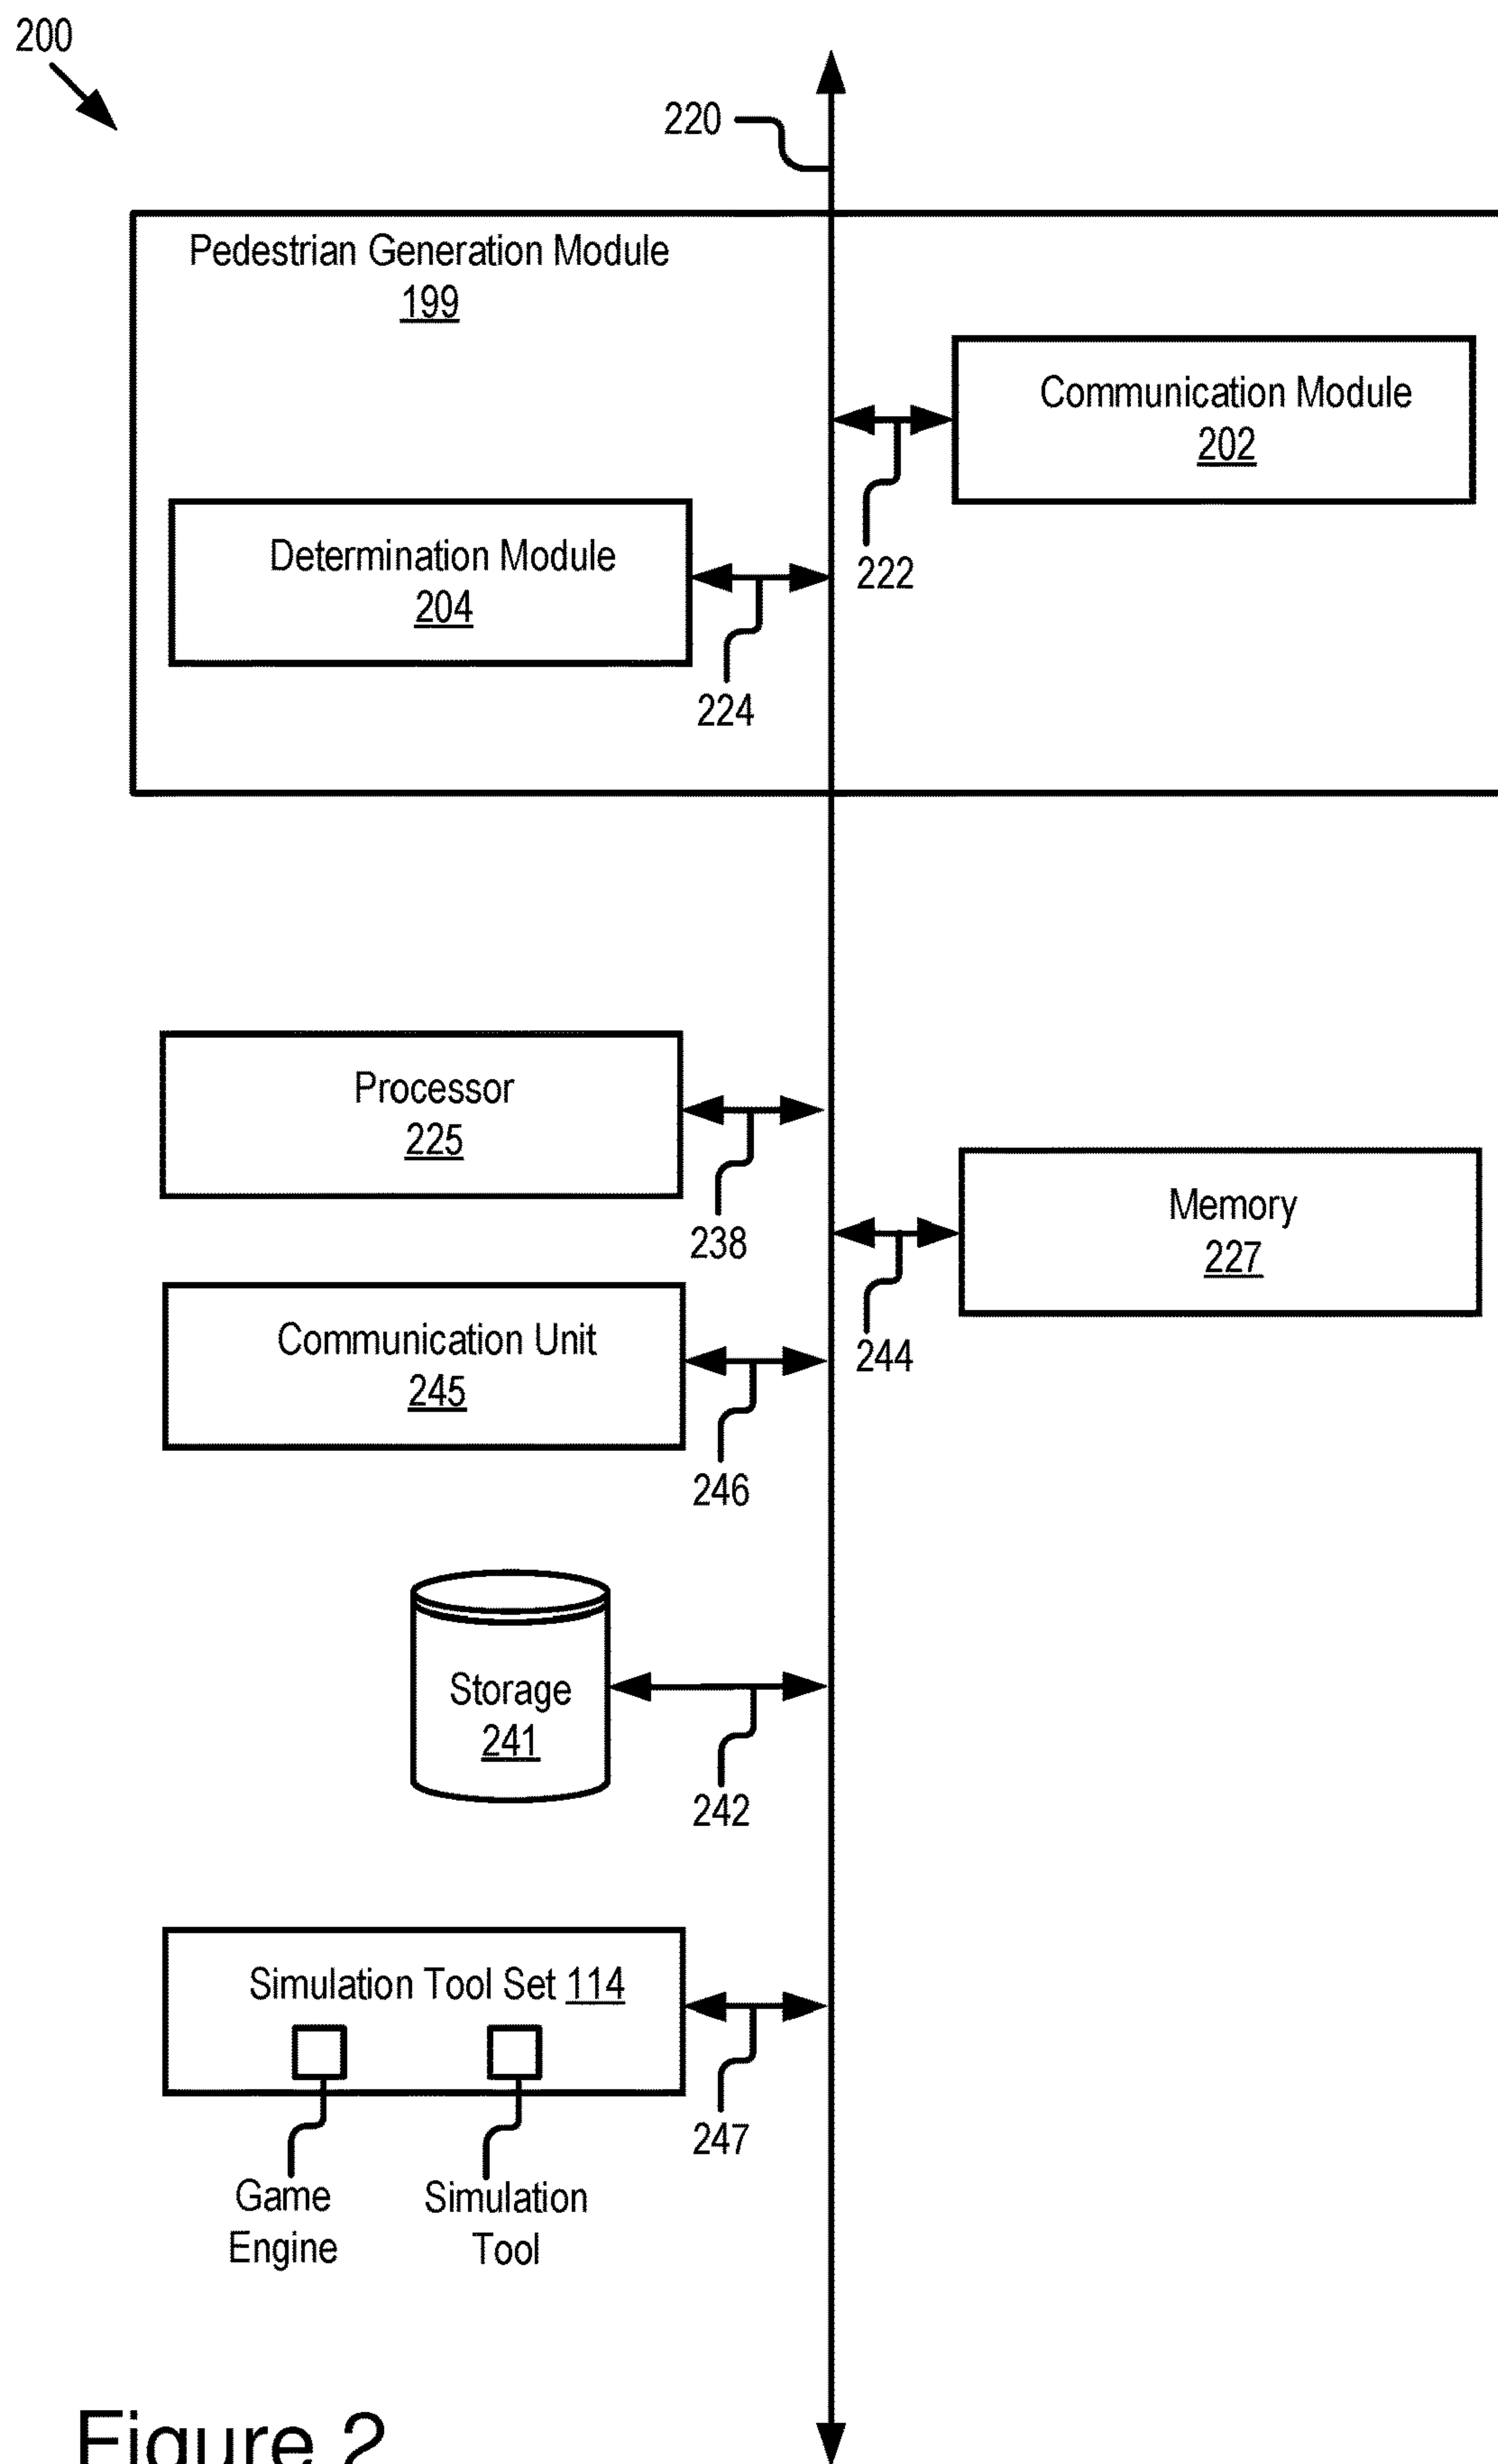 200
220
Pedestrian Generation Module
199
Communication Module
202
222
Determination Module
204
224
Processor
225
238
Memory
227
244
Communication Unit
245
246
Storage
241
242
Simulation Tool Set 114
247
Game
Engine
Simulation
Tool
Figure 2